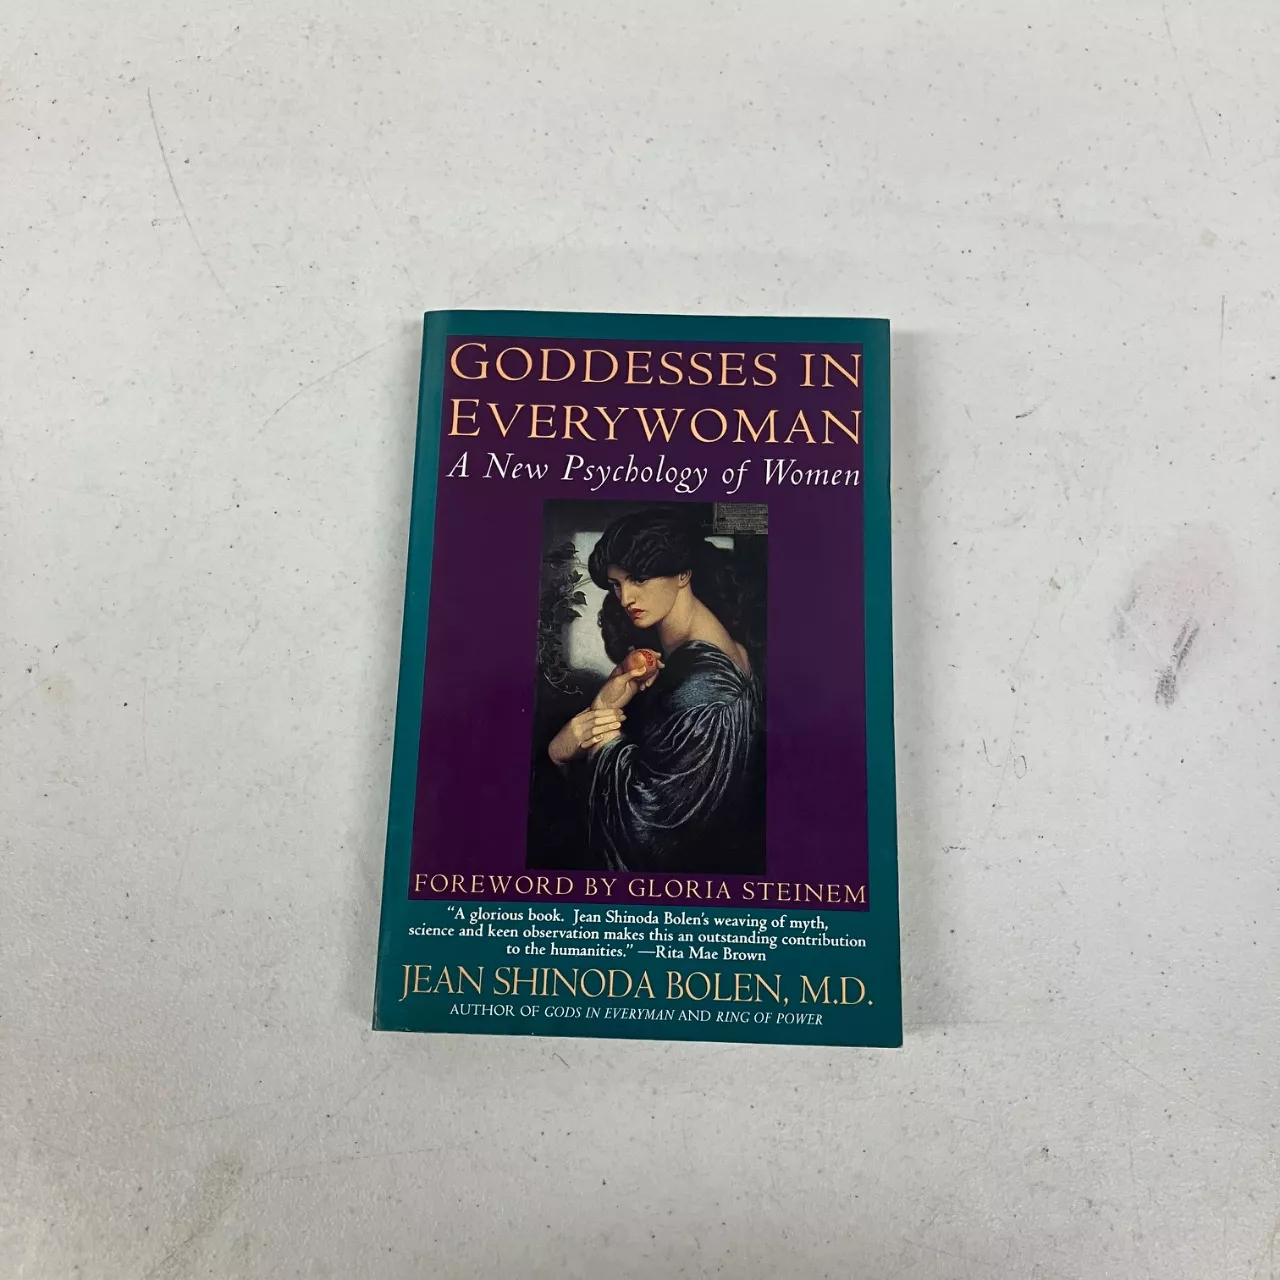 GODDESSES IN
EVERYWOMAN
A New Psychology of Women
FOREWORD BY GLORIA STEINEM
“A glorious book. Jean Shinoda Bolen’s weaving of myth,
science and keen observation makes this an outstanding contribution
to the humanities.” —Rita Mae Brown
JEAN SHINODA BOLEN, M.D.
AUTHOR OF GODS IN EVERYMAN AND RING OF POWER